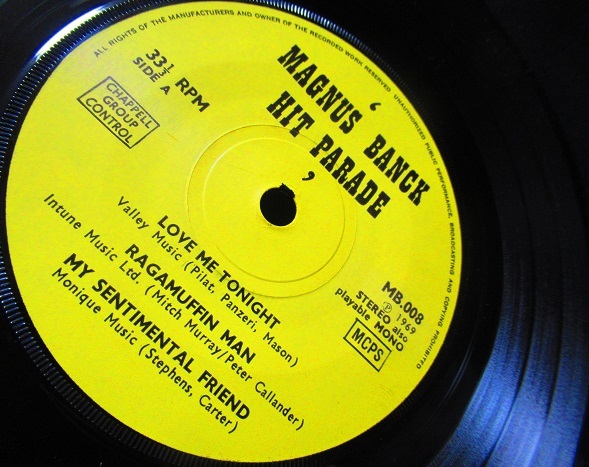 ALL RIGHTS OF THE MANUFACTURERS AND OWNER OF THE RECORDED WORK RESERVED UNAUTHORISED PUBLIC PERFORMANCE, BROADCASTING AND COPYING PROHIBITED
33⅓ RPM
SIDE A
CHAPPELL
GROUP
CONTROL
‘
MAGNUS BANCK
HIT PARADE
’
MB.008
Ⓟ 1969
STEREO also
playable MONO
MCPS
LOVE ME TONIGHT
Valley Music (Pilat, Panzeri, Mason)
RAGAMUFFIN MAN
Intune Music Ltd. (Mitch Murray/Peter Callander)
MY SENTIMENTAL FRIEND
Monique Music (Stephens, Carter)